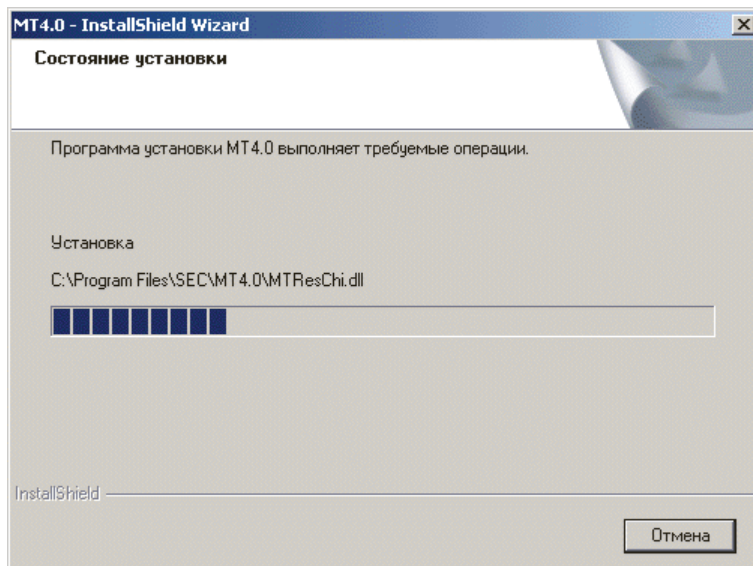 MT4.0 - InstallShield Wizard
Состояние установки
Программа установки MT4.0 выполняет требуемые операции.
Установка
C:\Program Files\SEC\MT4.0\MTResChi.dll
InstallShield
Отмена